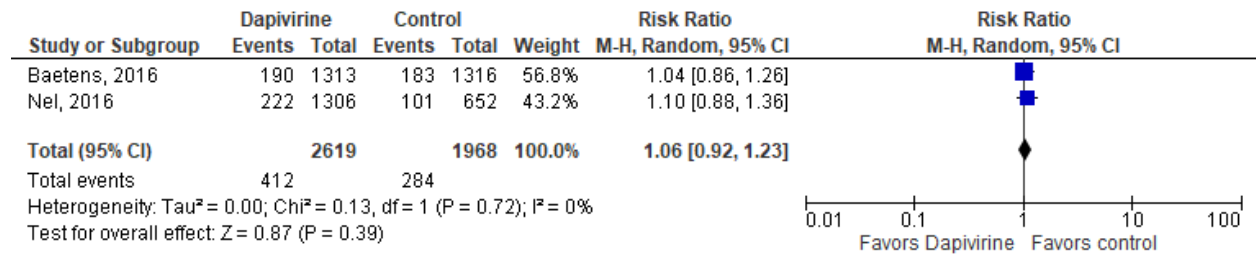 Dapivirine Control Risk Ratio Risk Ratio
Study or Subgroup Events Total Events Total Weight M-H, Random, 95% CI M-H, Random, 95% CI
Baetens, 2016 190 1313 183 1316 56.8% 1.04 [0.86, 1.26]
Nel, 2016 222 1306 101 652 43.2% 1.10 [0.88, 1.36]
Total (95% CI) 2619 1968 100.0% 1.06 [0.92, 1.23]
Total events 412 284
Heterogeneity: Tau² = 0.00; Chi² = 0.13, df = 1 (P = 0.72); I² = 0%
Test for overall effect: Z = 0.87 (P = 0.39)
0.01 0.1 1 10 100
Favors Dapivirine Favors control